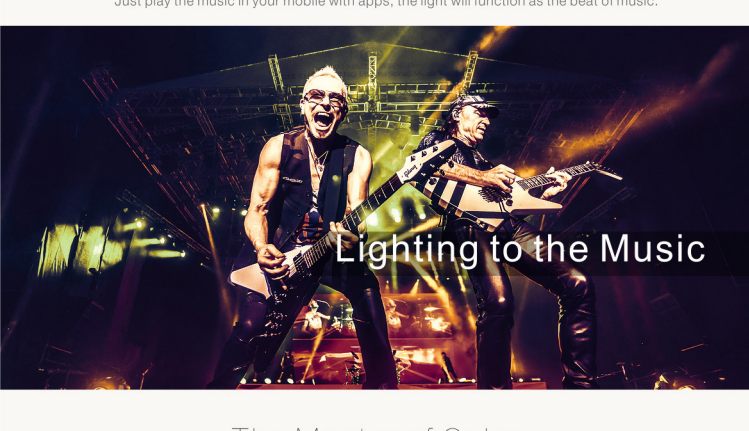 Just play the music in your mobile with apps, the light will function as the beat of music.
Gibson
Lighting to the Music